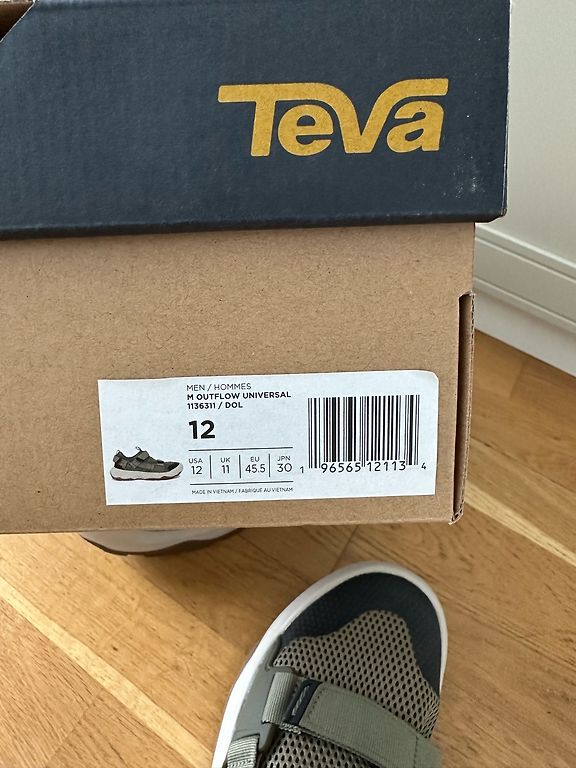 Teva
MEN / HOMMES
M OUTFLOW UNIVERSAL
1136311 / DOL
12
USA UK EU JPN
12 11 45.5 30
1 96565 12113 4
MADE IN VIETNAM / FABRIQUÉ AU VIETNAM